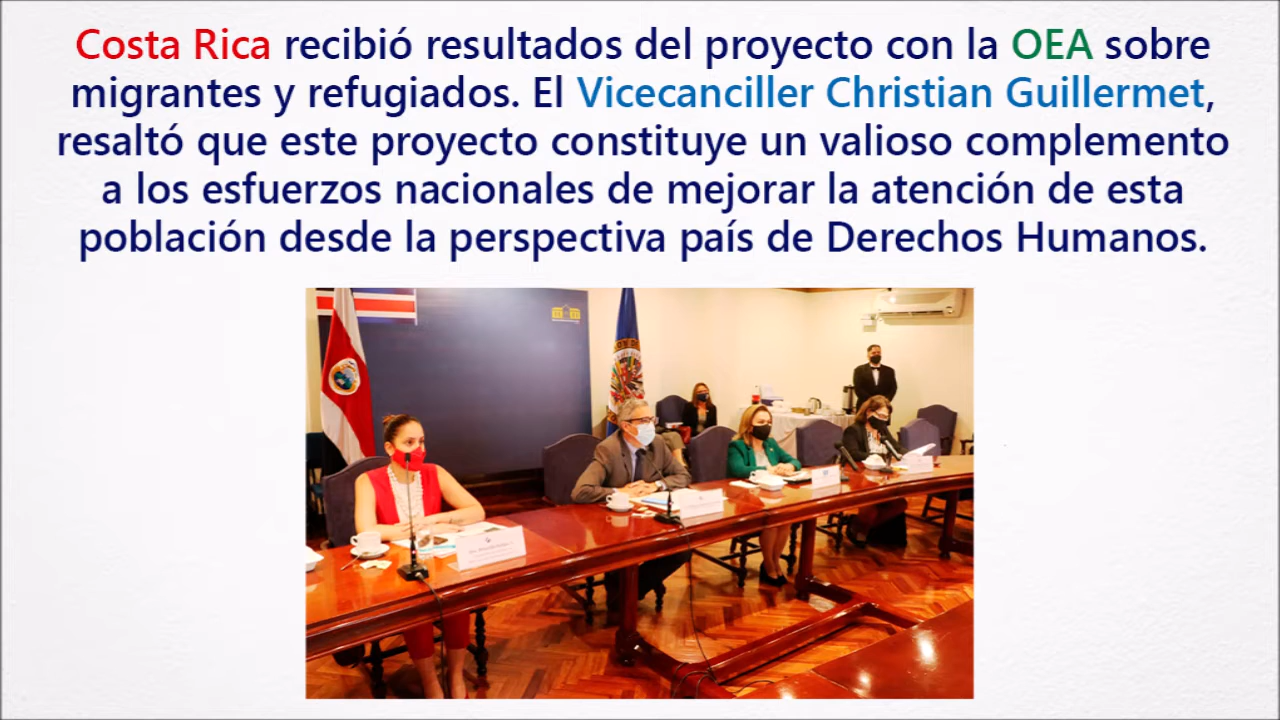 Costa Rica recibió resultados del proyecto con la OEA sobre
migrantes y refugiados. El Vicecanciller Christian Guillermet,
resaltó que este proyecto constituye un valioso complemento
a los esfuerzos nacionales de mejorar la atención de esta
población desde la perspectiva país de Derechos Humanos.